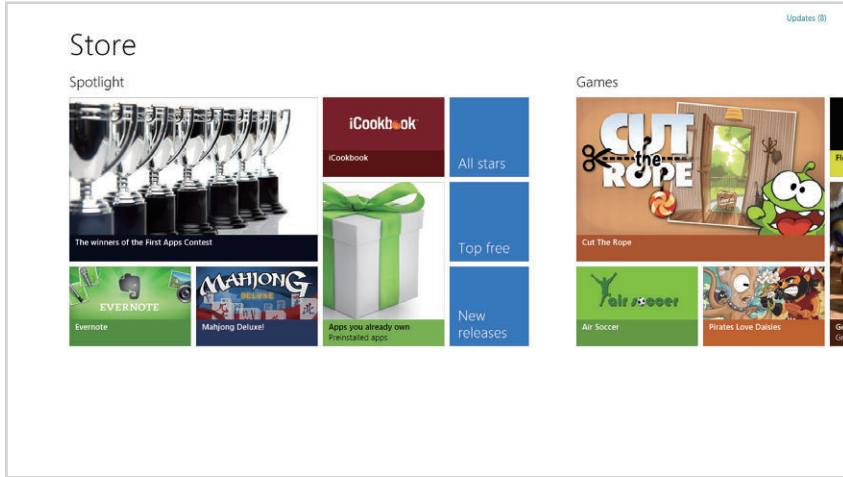 Updates (8)
Store
Spotlight
Games
iCookbook
iCookbook
All stars
The winners of the First Apps Contest
Top free
EVERNOTE
Evernote
MAHJONG
DELUXE
Mahjong Deluxe!
Apps you already own
Preinstalled apps
New
releases
CUT
the
ROPE
Cut The Rope
air soccer
Air Soccer
Pirates Love Daisies